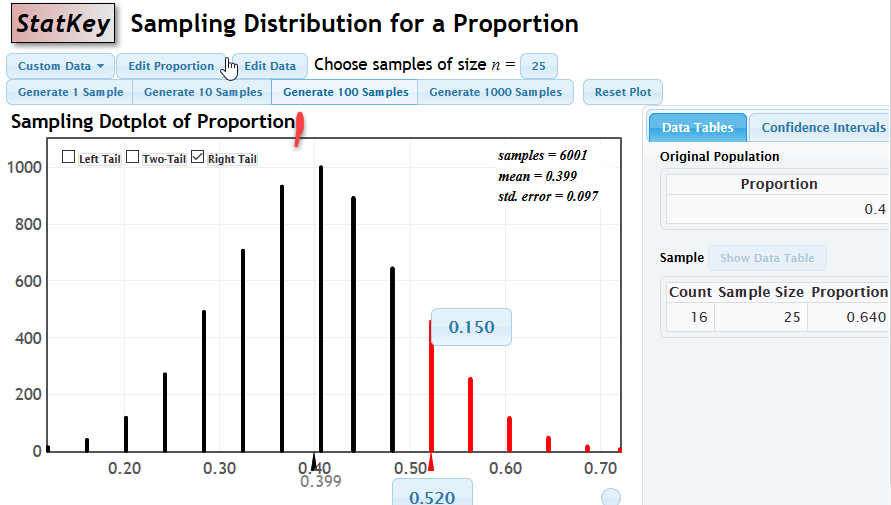 StatKey Sampling Distribution for a Proportion
Custom Data Edit Proportion Edit Data Choose samples of size n = 25
Generate 1 Sample Generate 10 Samples Generate 100 Samples Generate 1000 Samples Reset Plot
Sampling Dotplot of Proportion
Left Tail Two-Tail Right Tail
samples = 6001
mean = 0.399
std. error = 0.097
1000
800
600
400
200
0
0.150
0.20 0.30 0.40 0.50 0.60 0.70
0.399
0.520
Data Tables Confidence Intervals
Original Population
Proportion
0.4
Sample Show Data Table
Count Sample Size Proportion
16 25 0.640